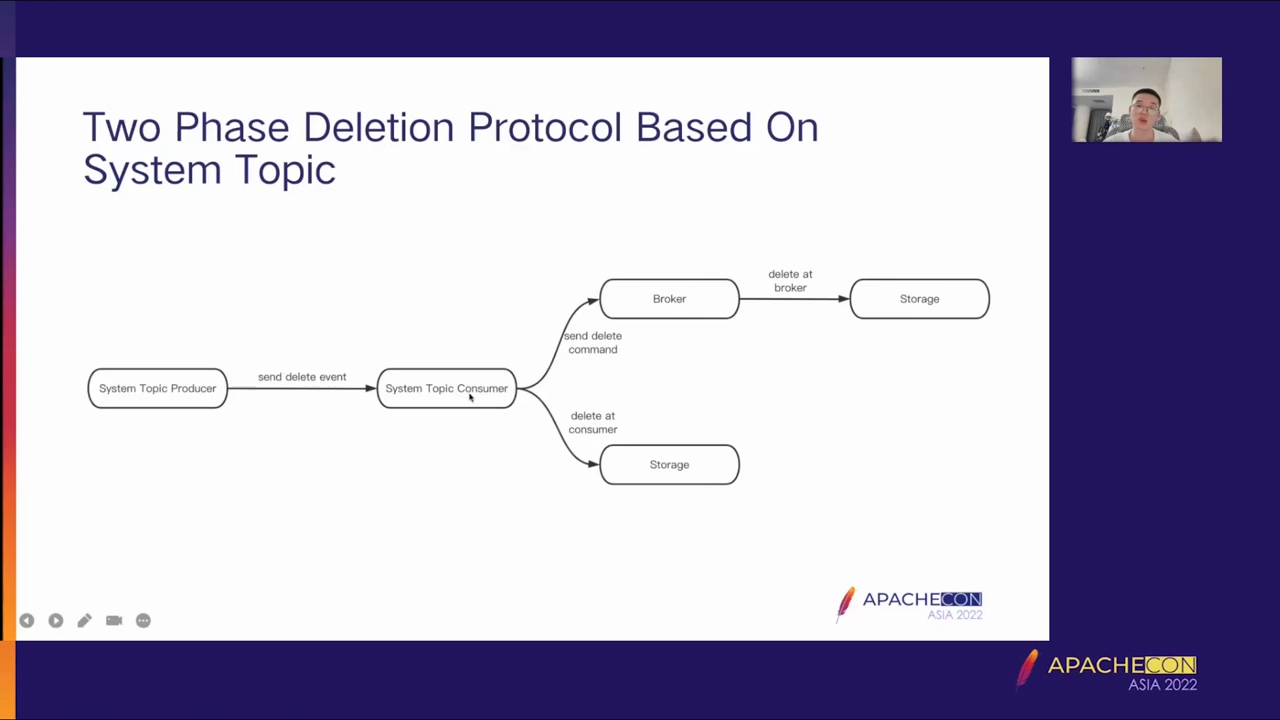 Two Phase Deletion Protocol Based On
System Topic
delete at
broker
Broker
Storage
send delete
command
send delete event
System Topic Producer
System Topic Consumer
delete at
consumer
Storage
APACHECON
ASIA 2022
APACHECON
ASIA 2022